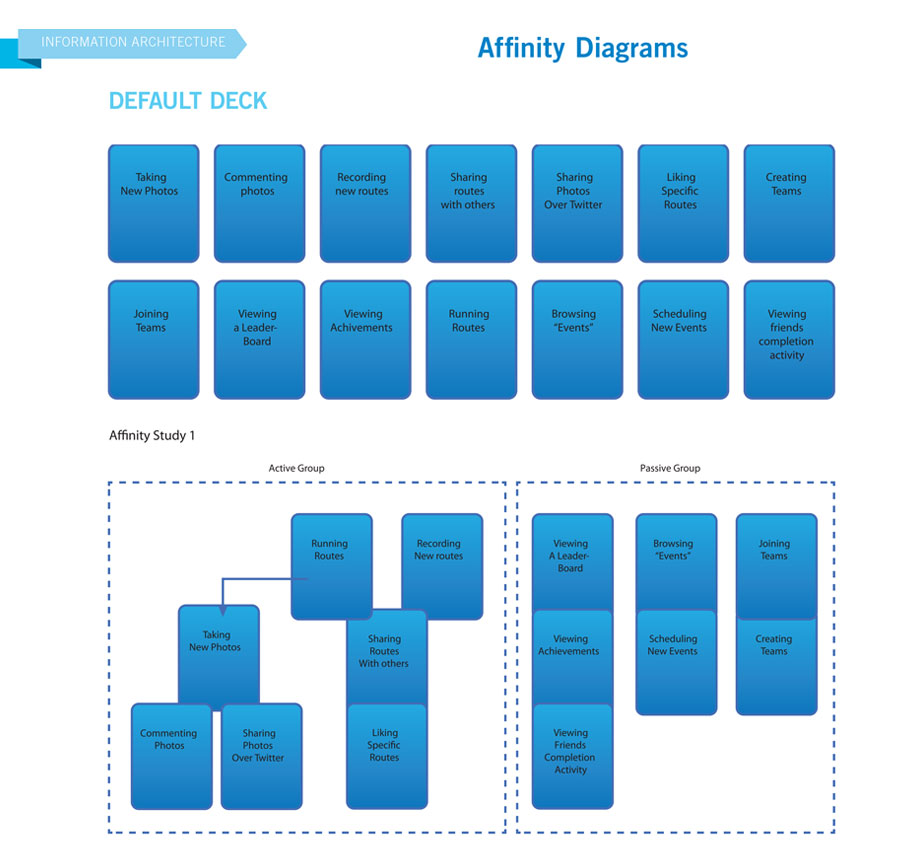 INFORMATION ARCHITECTURE
Affinity Diagrams
DEFAULT DECK
Taking
New Photos
Commenting
photos
Recording
new routes
Sharing
routes
with others
Sharing
Photos
Over Twitter
Liking
Specific
Routes
Creating
Teams
Joining
Teams
Viewing
a Leader-
Board
Viewing
Achivements
Running
Routes
Browsing
“Events”
Scheduling
New Events
Viewing
friends
completion
activity
Affinity Study 1
Active Group
Passive Group
Running
Routes
Recording
New routes
Taking
New Photos
Sharing
Routes
With others
Commenting
Photos
Sharing
Photos
Over Twitter
Liking
Specific
Routes
Viewing
A Leader-
Board
Browsing
“Events”
Joining
Teams
Viewing
Achievements
Scheduling
New Events
Creating
Teams
Viewing
Friends
Completion
Activity